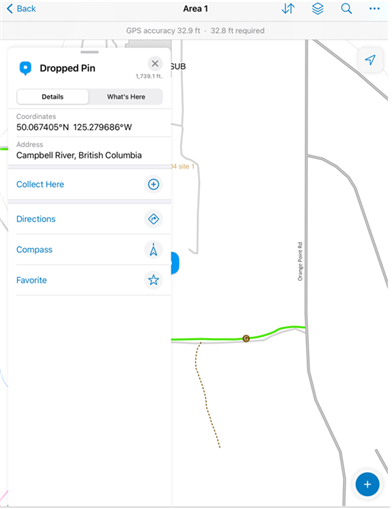 Back
Area 1
GPS accuracy 32.9 ft · 32.8 ft required
SUB
Dropped Pin
1,739.1 ft.
Details
What's Here
Coordinates
50.067405°N 125.279686°W
Address
Campbell River, British Columbia
04 site 1
Collect Here
Directions
Compass
Favorite
Orange Point Rd